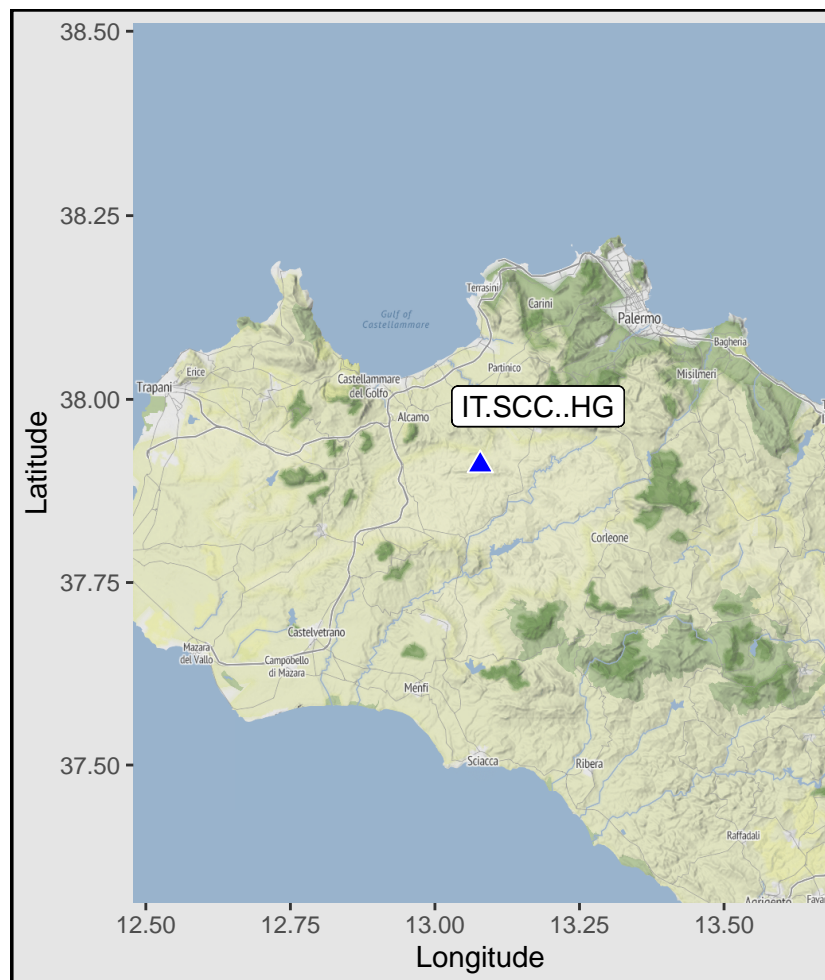 38.50
38.25
38.00
37.75
37.50
Latitude
Gulf of
Castellammare
Terrasini
Carini
Palermo
Bagheria
Erice
Trapani
Castellammare
del Golfo
Partinico
Misilmeri
Alcamo
IT.SCC..HG
Corleone
Castelvetrano
Mazara
del Vallo
Campobello
di Mazara
Menfi
Sciacca
Ribera
Raffadali
Agrigento
12.50
12.75
13.00
13.25
13.50
Longitude